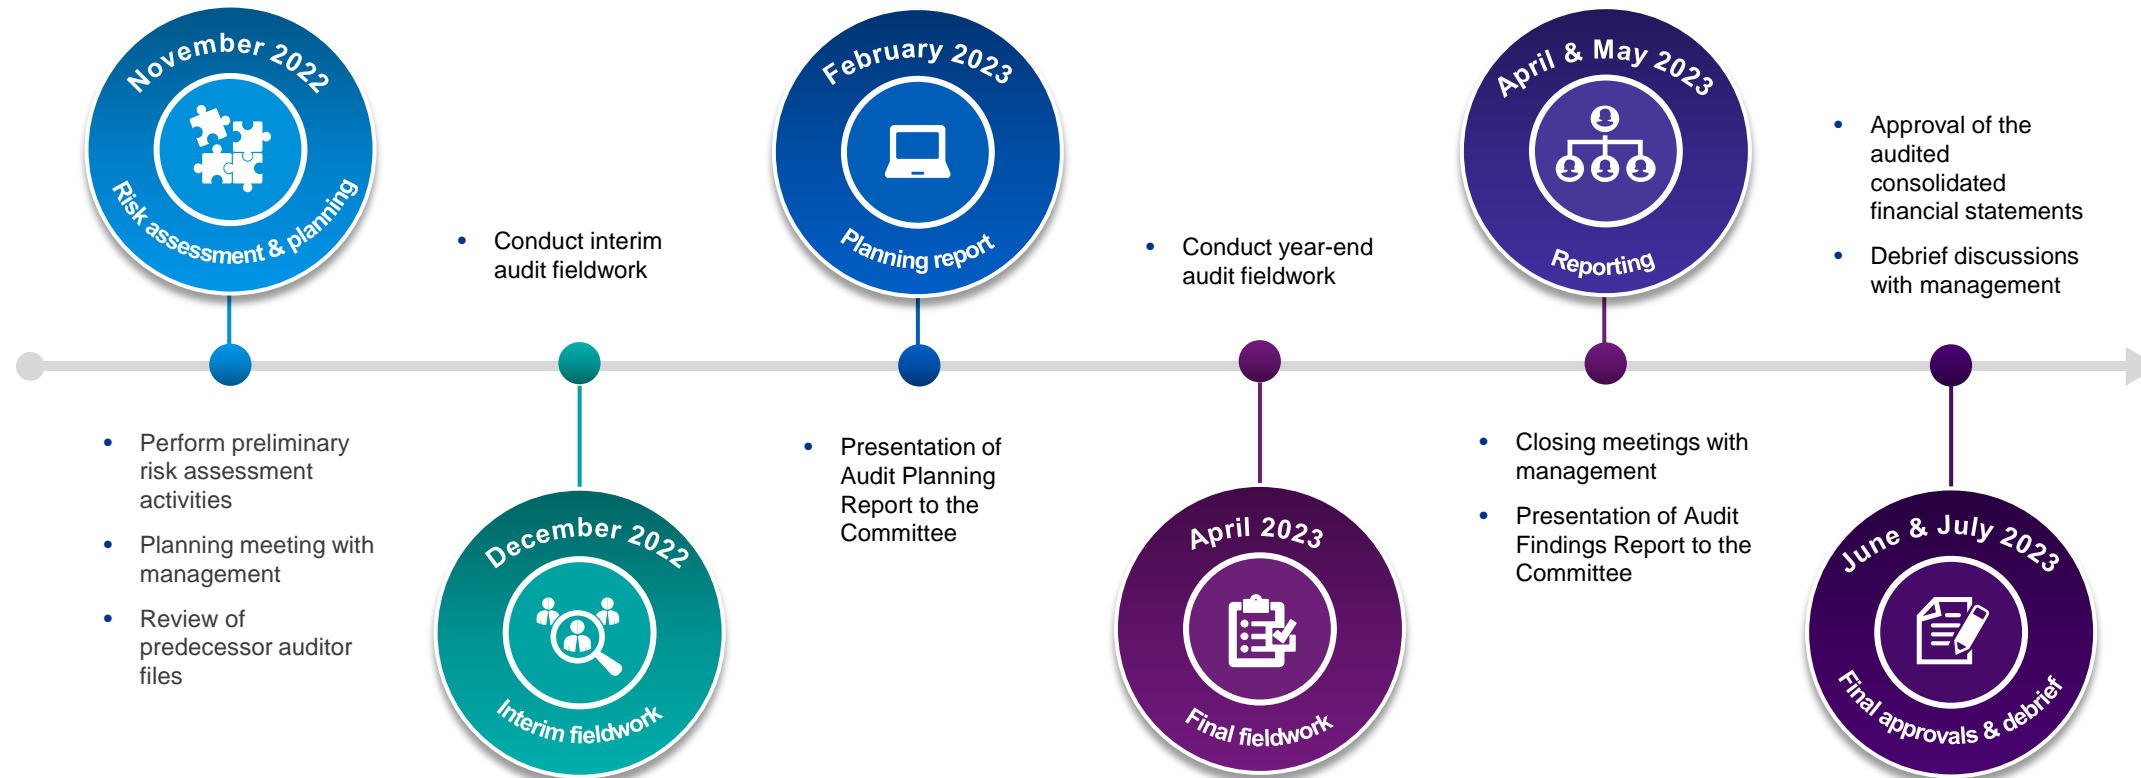 November 2022
Risk assessment & planning
• Perform preliminary
risk assessment
activities
• Planning meeting with
management
• Review of
predecessor auditor
files
• Conduct interim
audit fieldwork
December 2022
Interim fieldwork
February 2023
Planning report
• Presentation of
Audit Planning
Report to the
Committee
• Conduct year-end
audit fieldwork
April 2023
Final fieldwork
April & May 2023
Reporting
• Closing meetings with
management
• Presentation of Audit
Findings Report to the
Committee
• Approval of the
audited
consolidated
financial statements
• Debrief discussions
with management
June & July 2023
Final approvals & debrief